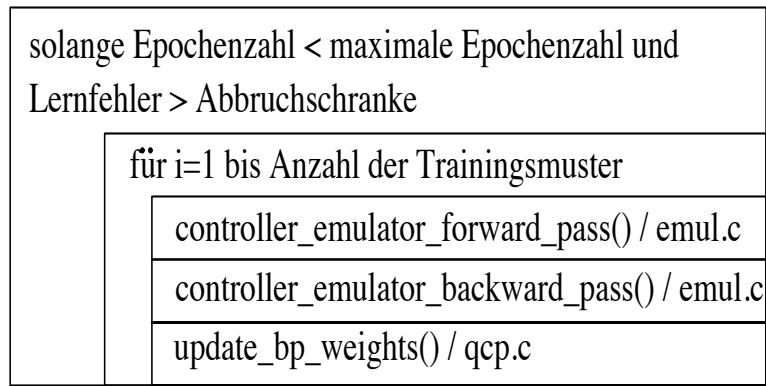 solange Epochenzahl < maximale Epochenzahl und
Lernfehler > Abbruchschranke
für i=1 bis Anzahl der Trainingsmuster
controller_emulator_forward_pass() / emul.c
controller_emulator_backward_pass() / emul.c
update_bp_weights() / qcp.c